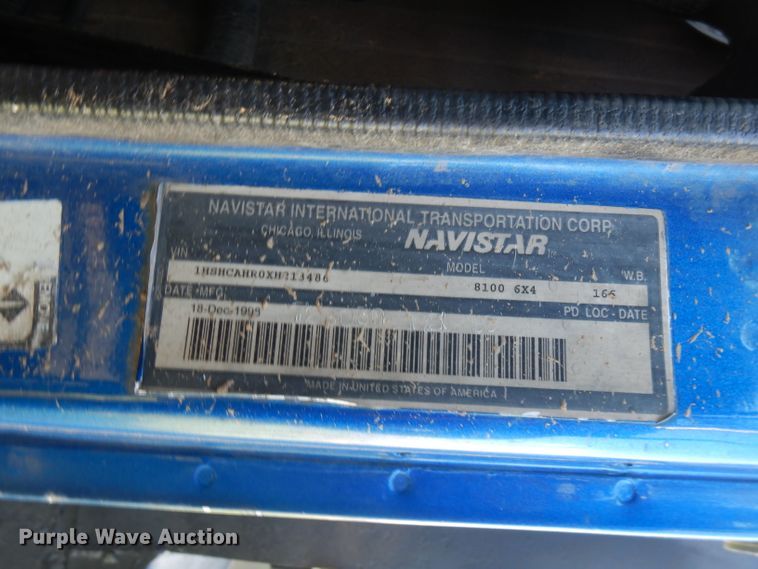 NAVISTAR INTERNATIONAL TRANSPORTATION CORP.
CHICAGO, ILLINOIS NAVISTAR
VIN MODEL W.B.
1HSHCAHR0XH213486 8100 6X4 166
DATE - MFG. PD LOC - DATE
18-Dec-1998
MADE IN UNITED STATES OF AMERICA
Purple Wave Auction